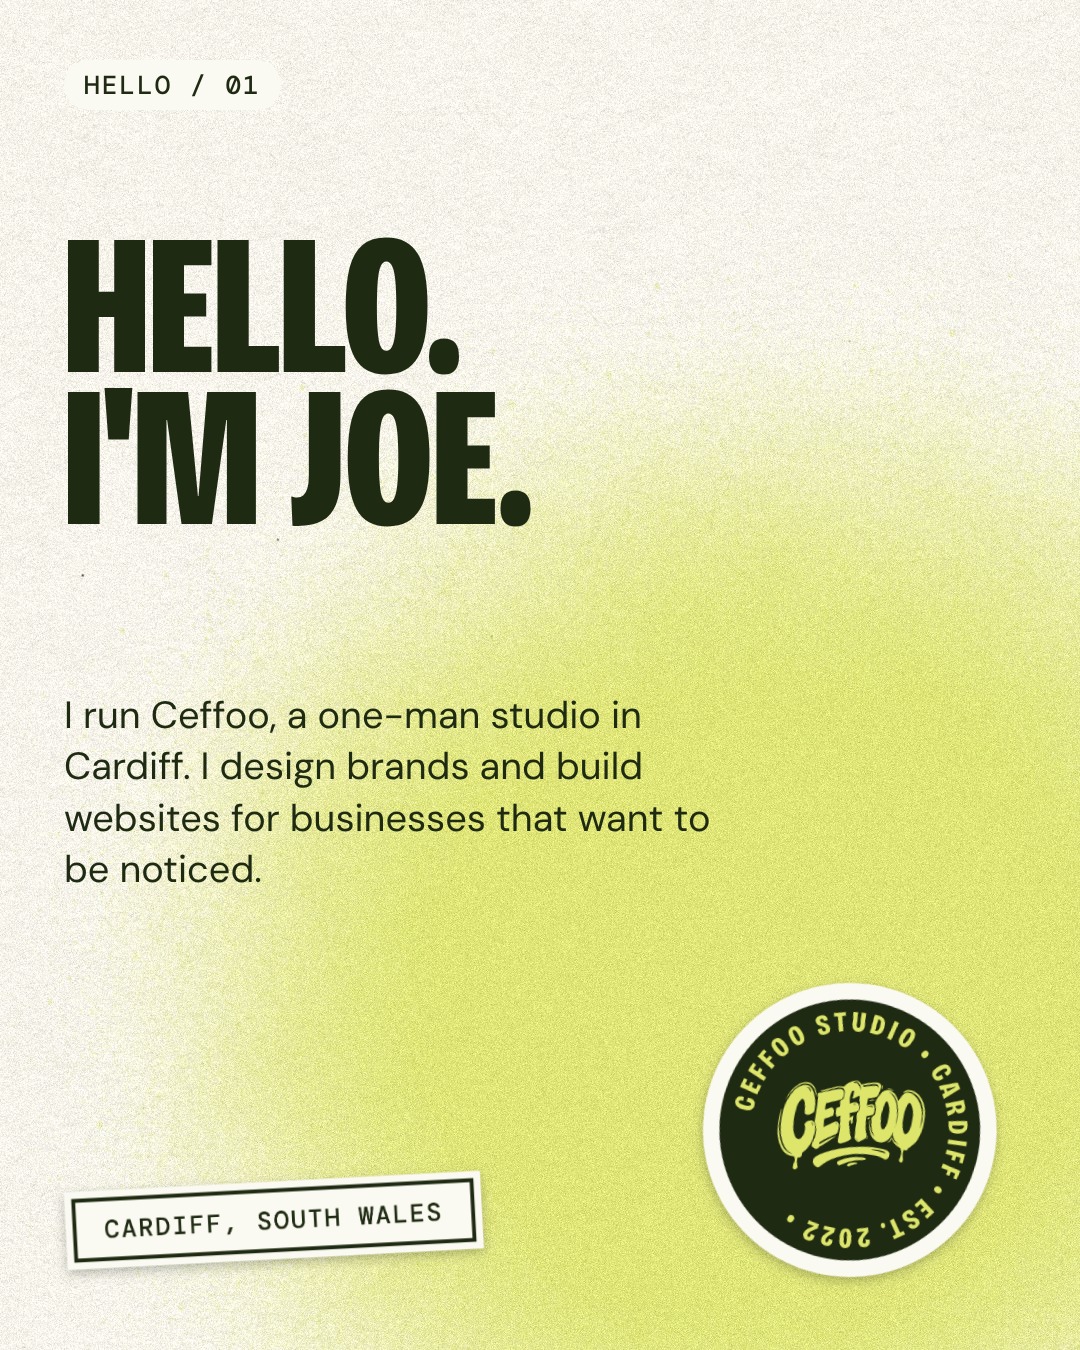 HELLO / 01
HELLO.
I'M JOE.
I run Ceffoo, a one-man studio in
Cardiff. I design brands and build
websites for businesses that want to
be noticed.
CEFFOO STUDIO • CARDIFF • EST. 2022 •
CEFFOO
CARDIFF, SOUTH WALES